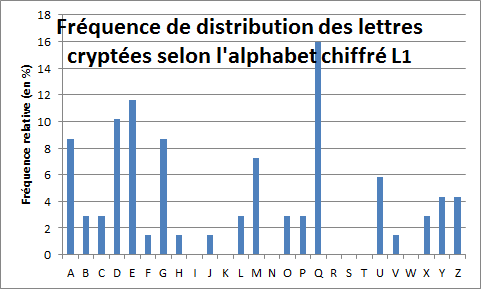 Fréquence de distribution des lettres
cryptées selon l'alphabet chiffré L1
Fréquence relative (en %)
18
16
14
12
10
8
6
4
2
0
A B C D E F G H I J K L M N O P Q R S T U V W X Y Z